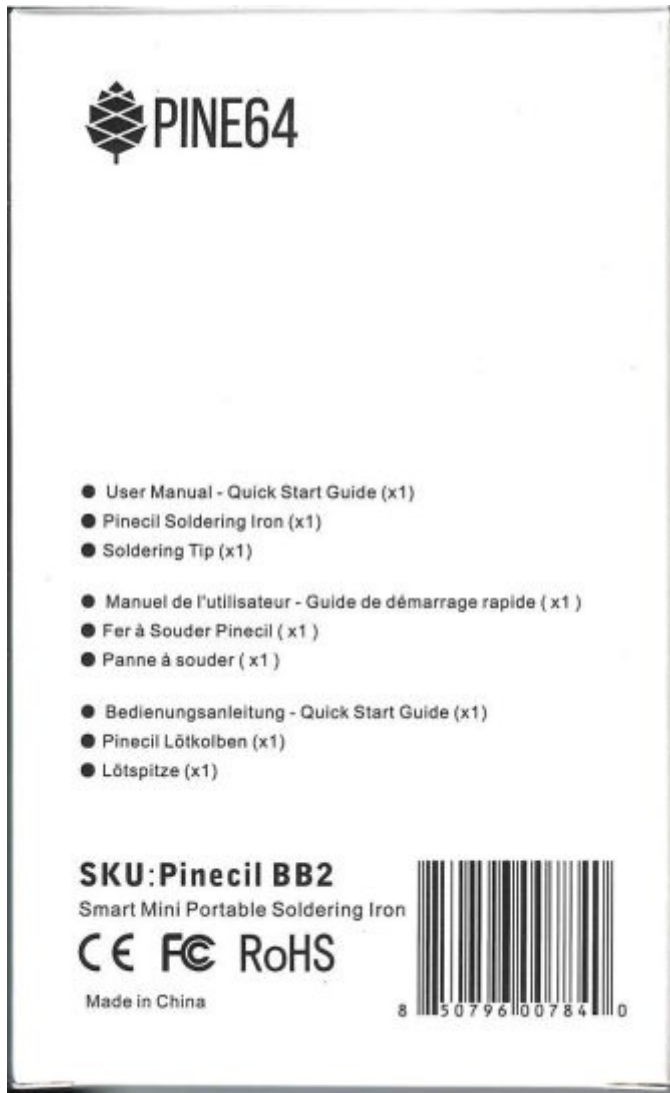 PINE64
● User Manual - Quick Start Guide (x1)
● Pinecil Soldering Iron (x1)
● Soldering Tip (x1)
● Manuel de l'utilisateur - Guide de démarrage rapide ( x1 )
● Fer à Souder Pinecil ( x1 )
● Panne à souder ( x1 )
● Bedienungsanleitung - Quick Start Guide (x1)
● Pinecil Lötkolben (x1)
● Lötspitze (x1)
SKU:Pinecil BB2
Smart Mini Portable Soldering Iron
CE FC RoHS
Made in China
8 50796 00784 0